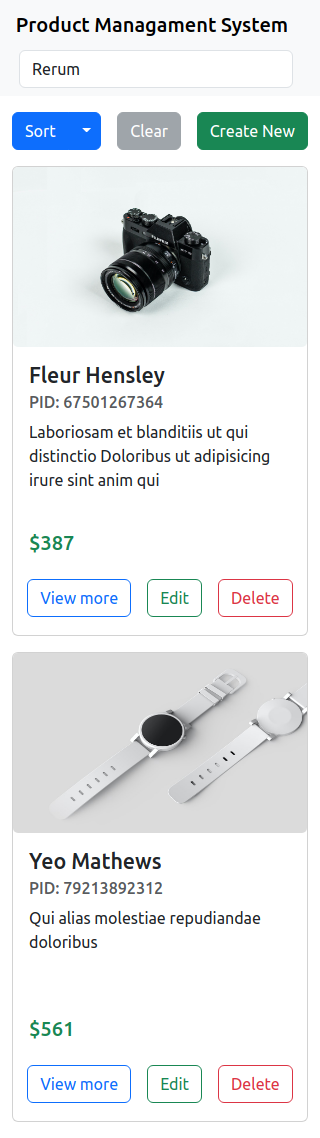 Product Managament System
Rerum
Sort
Clear
Create New
Fleur Hensley
PID: 67501267364
Laboriosam et blanditiis ut qui
distinctio Doloribus ut adipisicing
irure sint anim qui
$387
View more
Edit
Delete
Yeo Mathews
PID: 79213892312
Qui alias molestiae repudiandae
doloribus
$561
View more
Edit
Delete